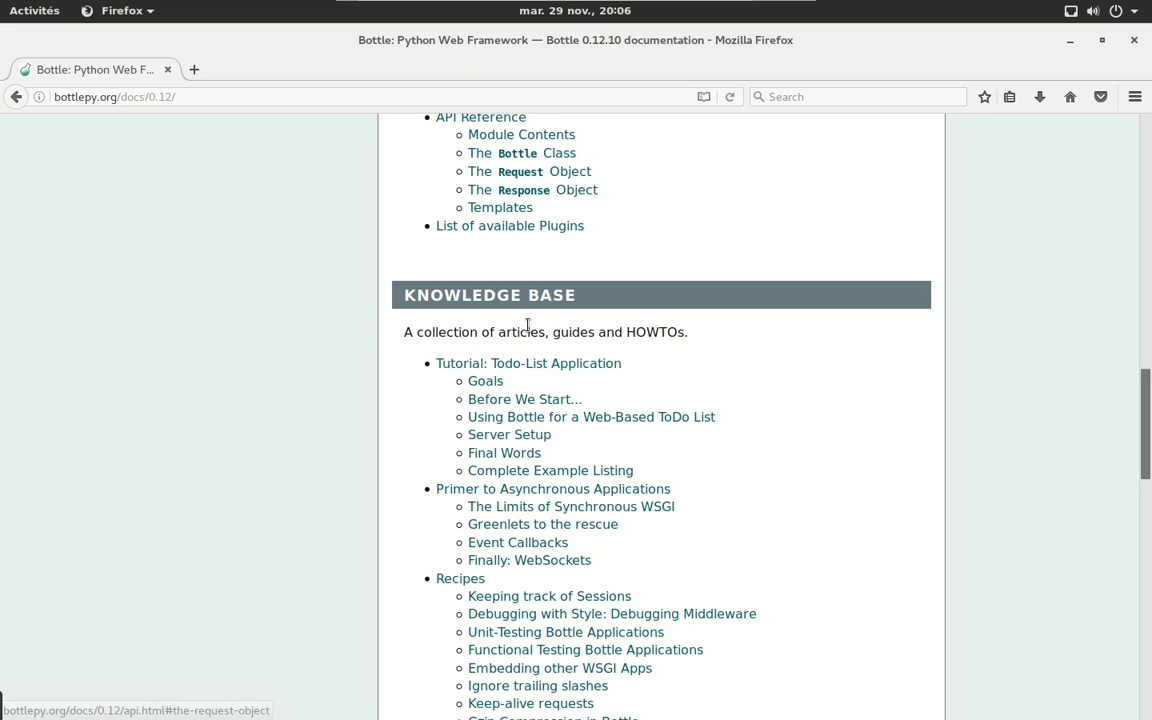 Activités Firefox mar. 29 nov., 20:06
Bottle: Python Web Framework — Bottle 0.12.10 documentation - Mozilla Firefox
Bottle: Python Web F...
bottlepy.org/docs/0.12/ Search
API Reference
Module Contents
The Bottle Class
The Request Object
The Response Object
Templates
List of available Plugins
KNOWLEDGE BASE
A collection of articles, guides and HOWTOs.
Tutorial: Todo-List Application
Goals
Before We Start...
Using Bottle for a Web-Based ToDo List
Server Setup
Final Words
Complete Example Listing
Primer to Asynchronous Applications
The Limits of Synchronous WSGI
Greenlets to the rescue
Event Callbacks
Finally: WebSockets
Recipes
Keeping track of Sessions
Debugging with Style: Debugging Middleware
Unit-Testing Bottle Applications
Functional Testing Bottle Applications
Embedding other WSGI Apps
Ignore trailing slashes
Keep-alive requests
Gzip Compression in Bottle
bottlepy.org/docs/0.12/api.html#the-request-object